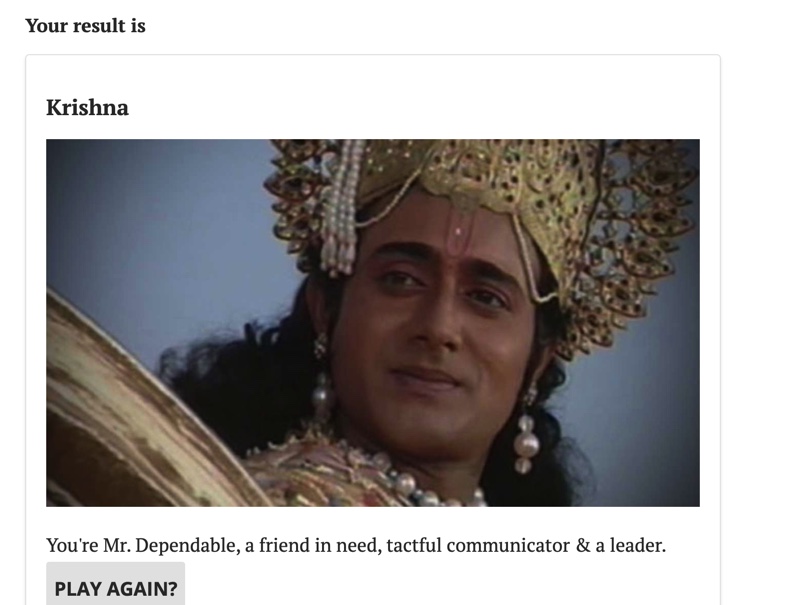 Your result is
Krishna
You're Mr. Dependable, a friend in need, tactful communicator & a leader.
PLAY AGAIN?